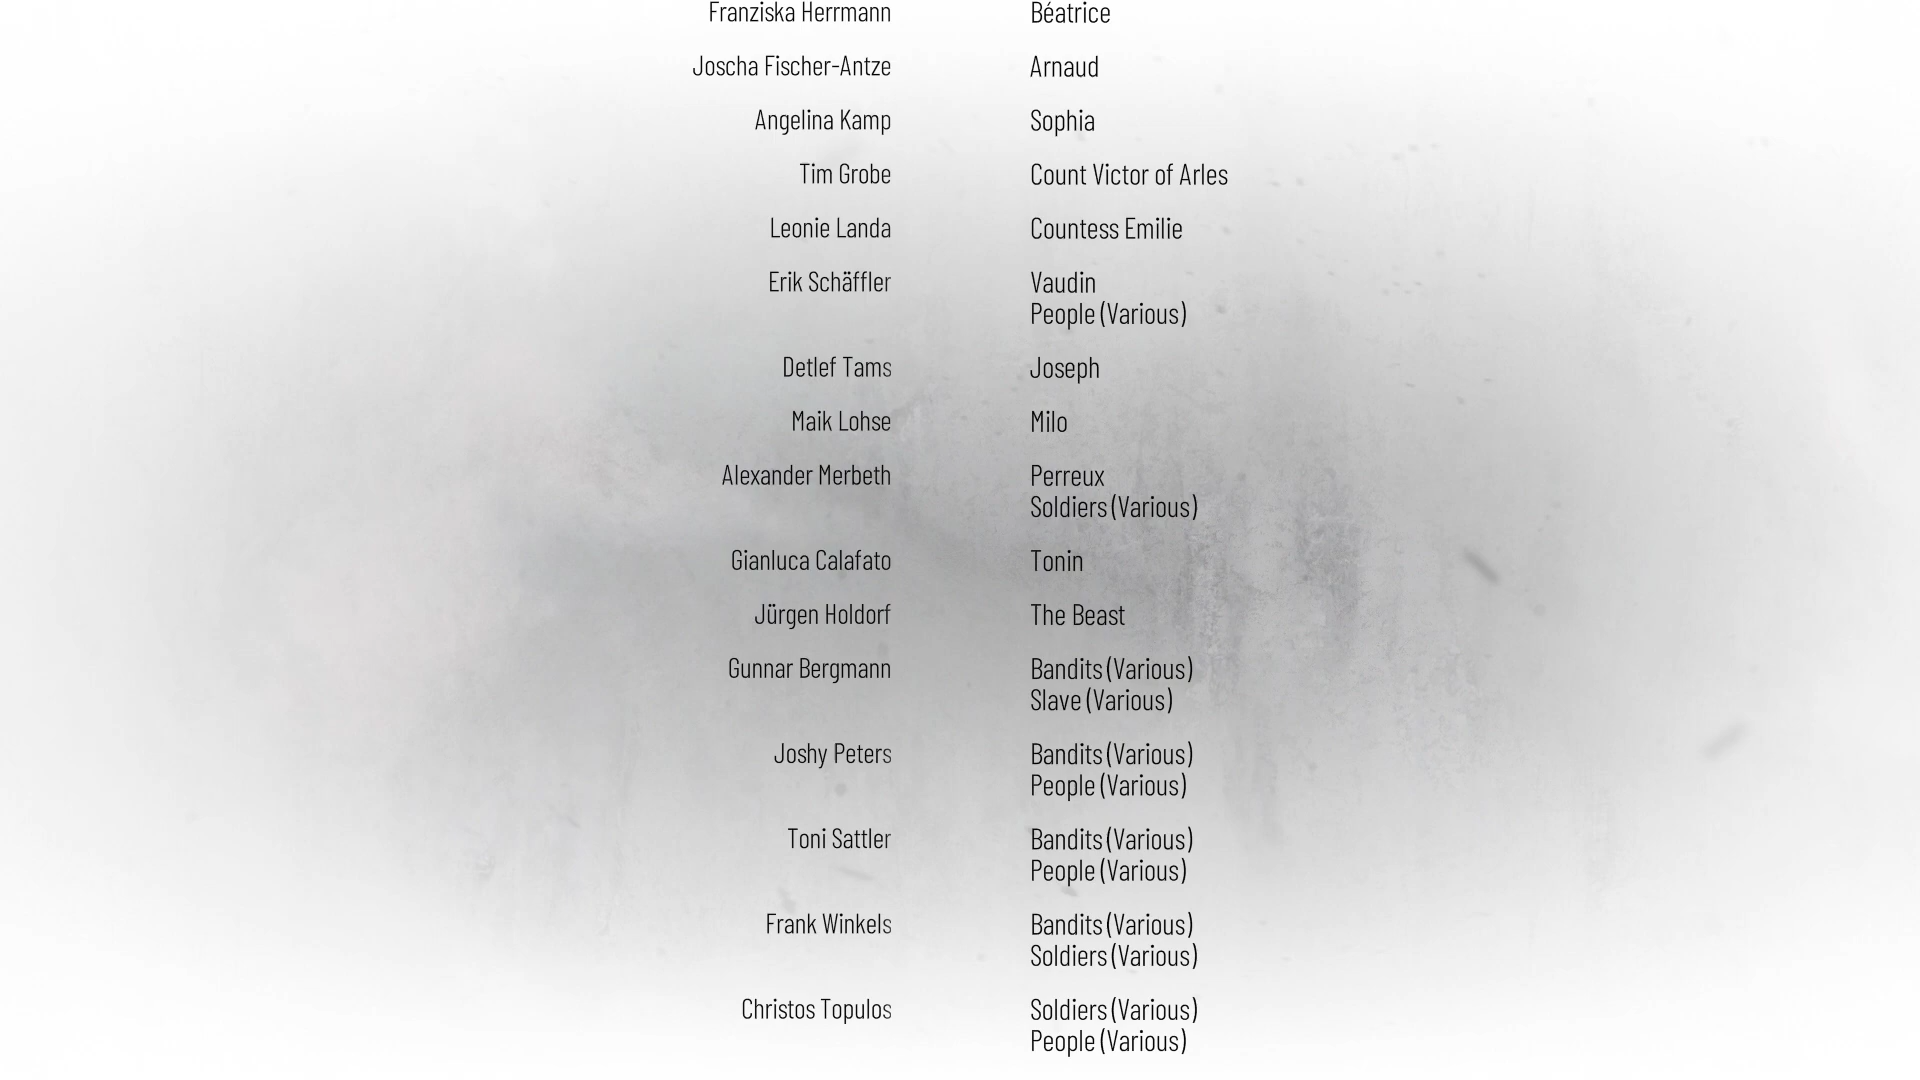 Franziska Herrmann Béatrice
Joscha Fischer-Antze Arnaud
Angelina Kamp Sophia
Tim Grobe Count Victor of Arles
Leonie Landa Countess Emilie
Erik Schäffler Vaudin
People (Various)
Detlef Tams Joseph
Maik Lohse Milo
Alexander Merbeth Perreux
Soldiers (Various)
Gianluca Calafato Tonin
Jürgen Holdorf The Beast
Gunnar Bergmann Bandits (Various)
Slave (Various)
Joshy Peters Bandits (Various)
People (Various)
Toni Sattler Bandits (Various)
People (Various)
Frank Winkels Bandits (Various)
Soldiers (Various)
Christos Topulos Soldiers (Various)
People (Various)